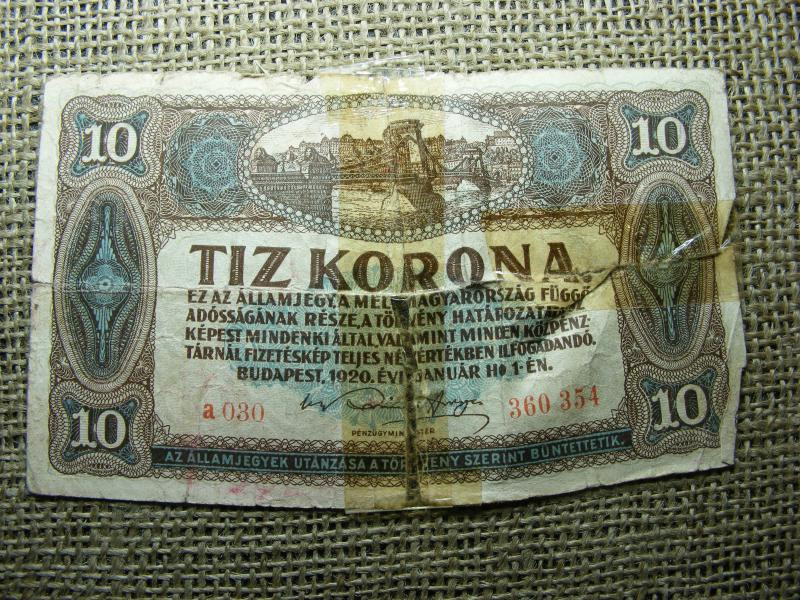 10 10
TIZ KORONA
EZ AZ ÁLLAMJEGY, A MELY MAGYARORSZÁG FÜGGŐ
ADÓSSÁGÁNAK RÉSZE, A TÖRVÉNY HATÁROZATAI
KÉPEST MINDENKI ÁLTAL, VALAMINT MINDEN KÖZPÉNZ-
TÁRNÁL FIZETÉSKÉP TELJES NÉVÉRTÉKBEN ELFOGADANDÓ.
BUDAPEST, 1920. ÉVI JANUÁR HÓ 1-ÉN.
a 030 360 354
PÉNZÜGYMINISTER
10 10
AZ ÁLLAMJEGYEK UTÁNZÁSA A TÖRVÉNY SZERINT BÜNTETTETIK.